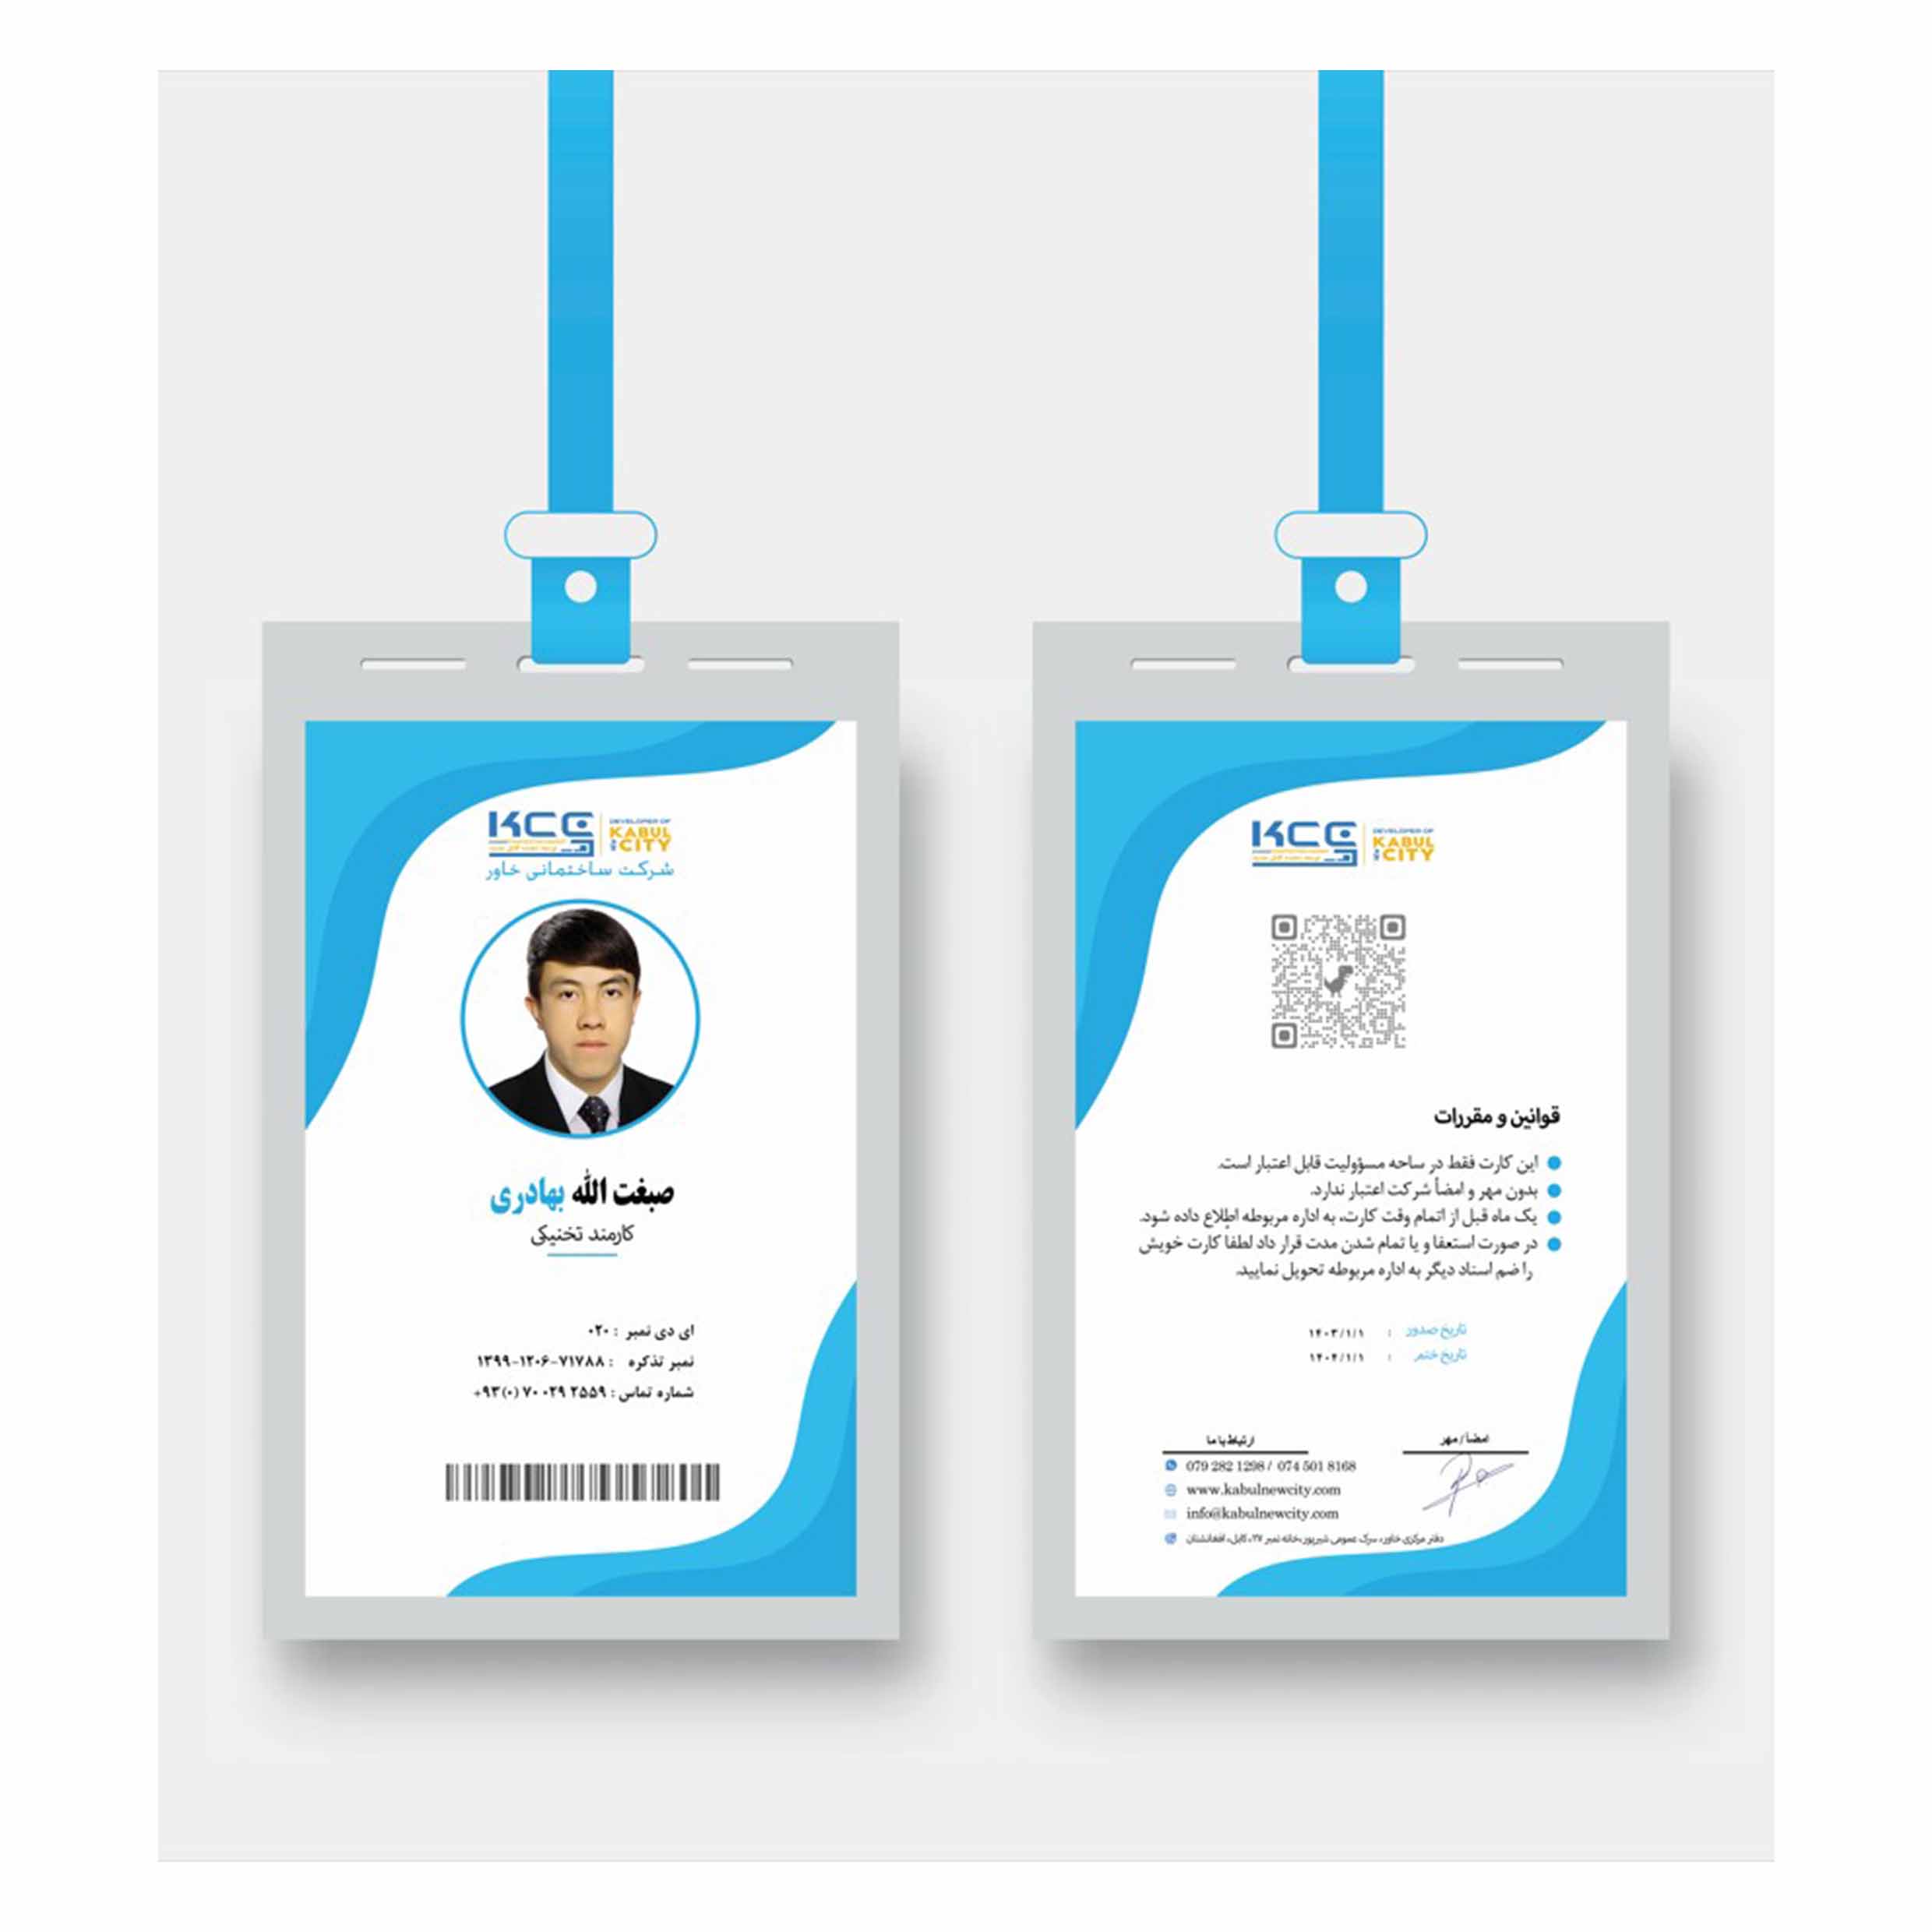 KCC
DEVELOPER OF
KABUL
CITY
شرکت ساختمانی خاور
صبغت الله بهادری
کارمند تخنیکی
ای دی نمبر : ۰۲۰
نمبر تذکره : ۱۳۹۹-۱۲۰۶-۷۱۷۸۸
شماره تماس : ۲۵۵۹ ۰۲۹ ۷۰ (۰) ۹۳+
KCC
DEVELOPER OF
KABUL
CITY
قوانین و مقررات
این کارت فقط در ساحه مسؤولیت قابل اعتبار است.
بدون مهر و امضأ شرکت اعتبار ندارد.
یک ماه قبل از اتمام وقت کارت، به اداره مربوطه اطلاع داده شود.
در صورت استعفا و یا تمام شدن مدت قرار داد لطفا کارت خویش
را ضم اسناد دیگر به اداره مربوطه تحویل نمایید.
تاریخ صدور : ۱۴۰۳/۱/۱
تاریخ ختم : ۱۴۰۴/۱/۱
امضأ / مهر
ارتباط با ما
079 282 1298 / 074 501 8168
www.kabulnewcity.com
info@kabulnewcity.com
دفتر مرکزی خاور، سرک عمومی شیرپور، خانه نمبر ۲۷، کابل، افغانستان